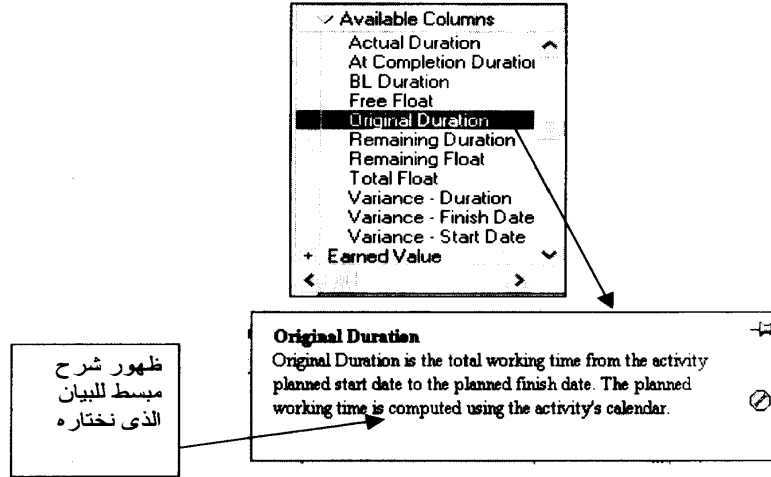 Available Columns
Actual Duration
At Completion Duration
BL Duration
Free Float
Original Duration
Remaining Duration
Remaining Float
Total Float
Variance - Duration
Variance - Finish Date
Variance - Start Date
+ Earned Value
Original Duration
Original Duration is the total working time from the activity
planned start date to the planned finish date. The planned
working time is computed using the activity's calendar.
ظهور شرح
مبسط للبيان
الذى نختاره